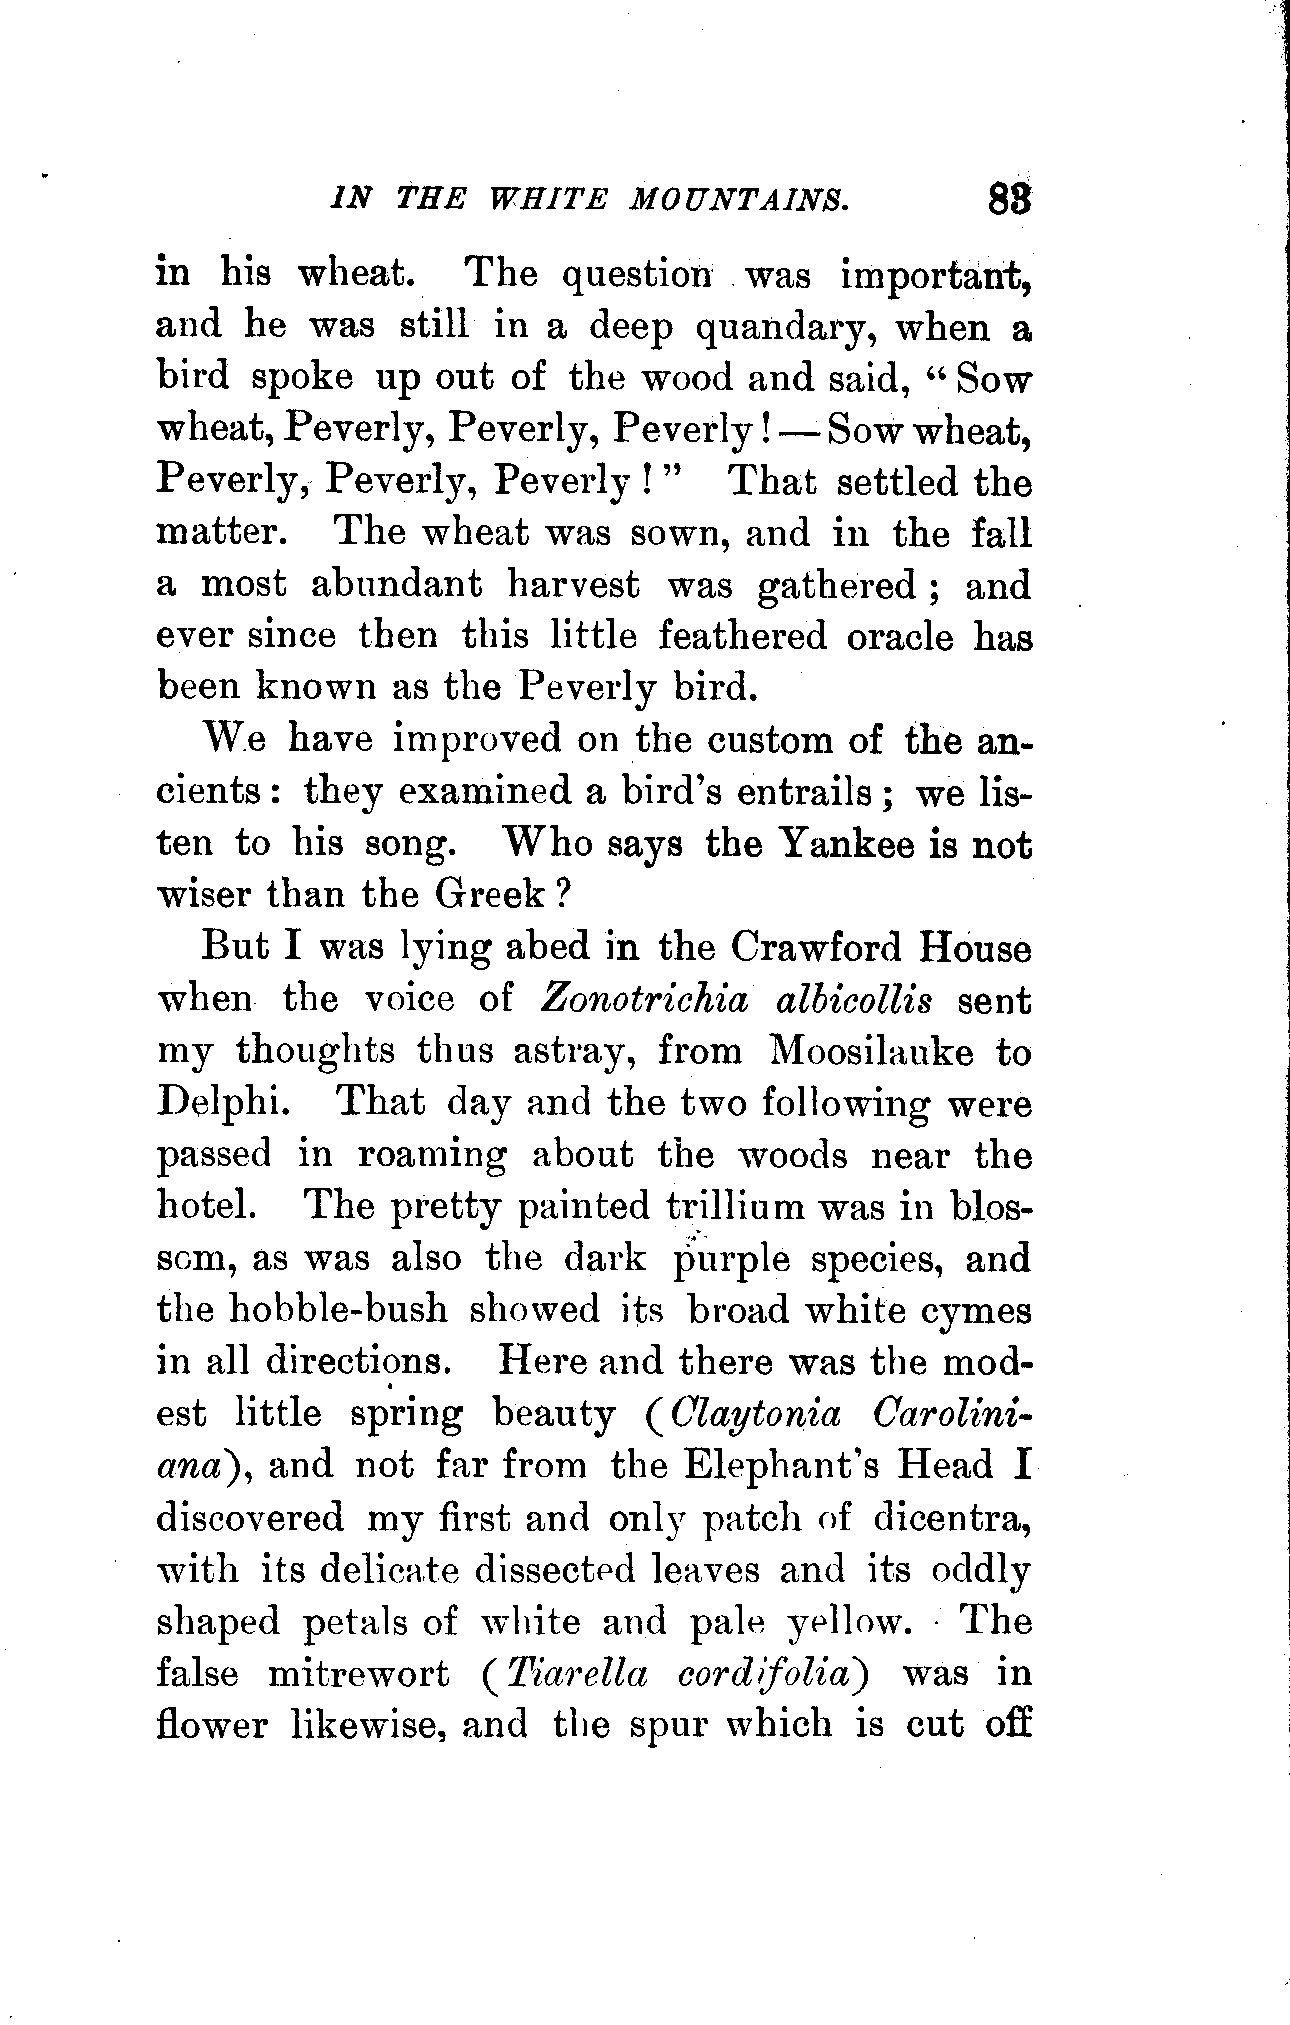 IN THE WHITE MOUNTAINS. 83
in his wheat. The question was important,
and he was still in a deep quandary, when a
bird spoke up out of the wood and said, “Sow
wheat, Peverly, Peverly, Peverly! — Sow wheat,
Peverly, Peverly, Peverly!” That settled the
matter. The wheat was sown, and in the fall
a most abundant harvest was gathered; and
ever since then this little feathered oracle has
been known as the Peverly bird.
We have improved on the custom of the an-
cients: they examined a bird's entrails; we lis-
ten to his song. Who says the Yankee is not
wiser than the Greek?
But I was lying abed in the Crawford House
when the voice of Zonotrichia albicollis sent
my thoughts thus astray, from Moosilauke to
Delphi. That day and the two following were
passed in roaming about the woods near the
hotel. The pretty painted trillium was in blos-
som, as was also the dark purple species, and
the hobble-bush showed its broad white cymes
in all directions. Here and there was the mod-
est little spring beauty (Claytonia Carolini-
ana), and not far from the Elephant's Head I
discovered my first and only patch of dicentra,
with its delicate dissected leaves and its oddly
shaped petals of white and pale yellow. The
false mitrewort (Tiarella cordifolia) was in
flower likewise, and the spur which is cut off